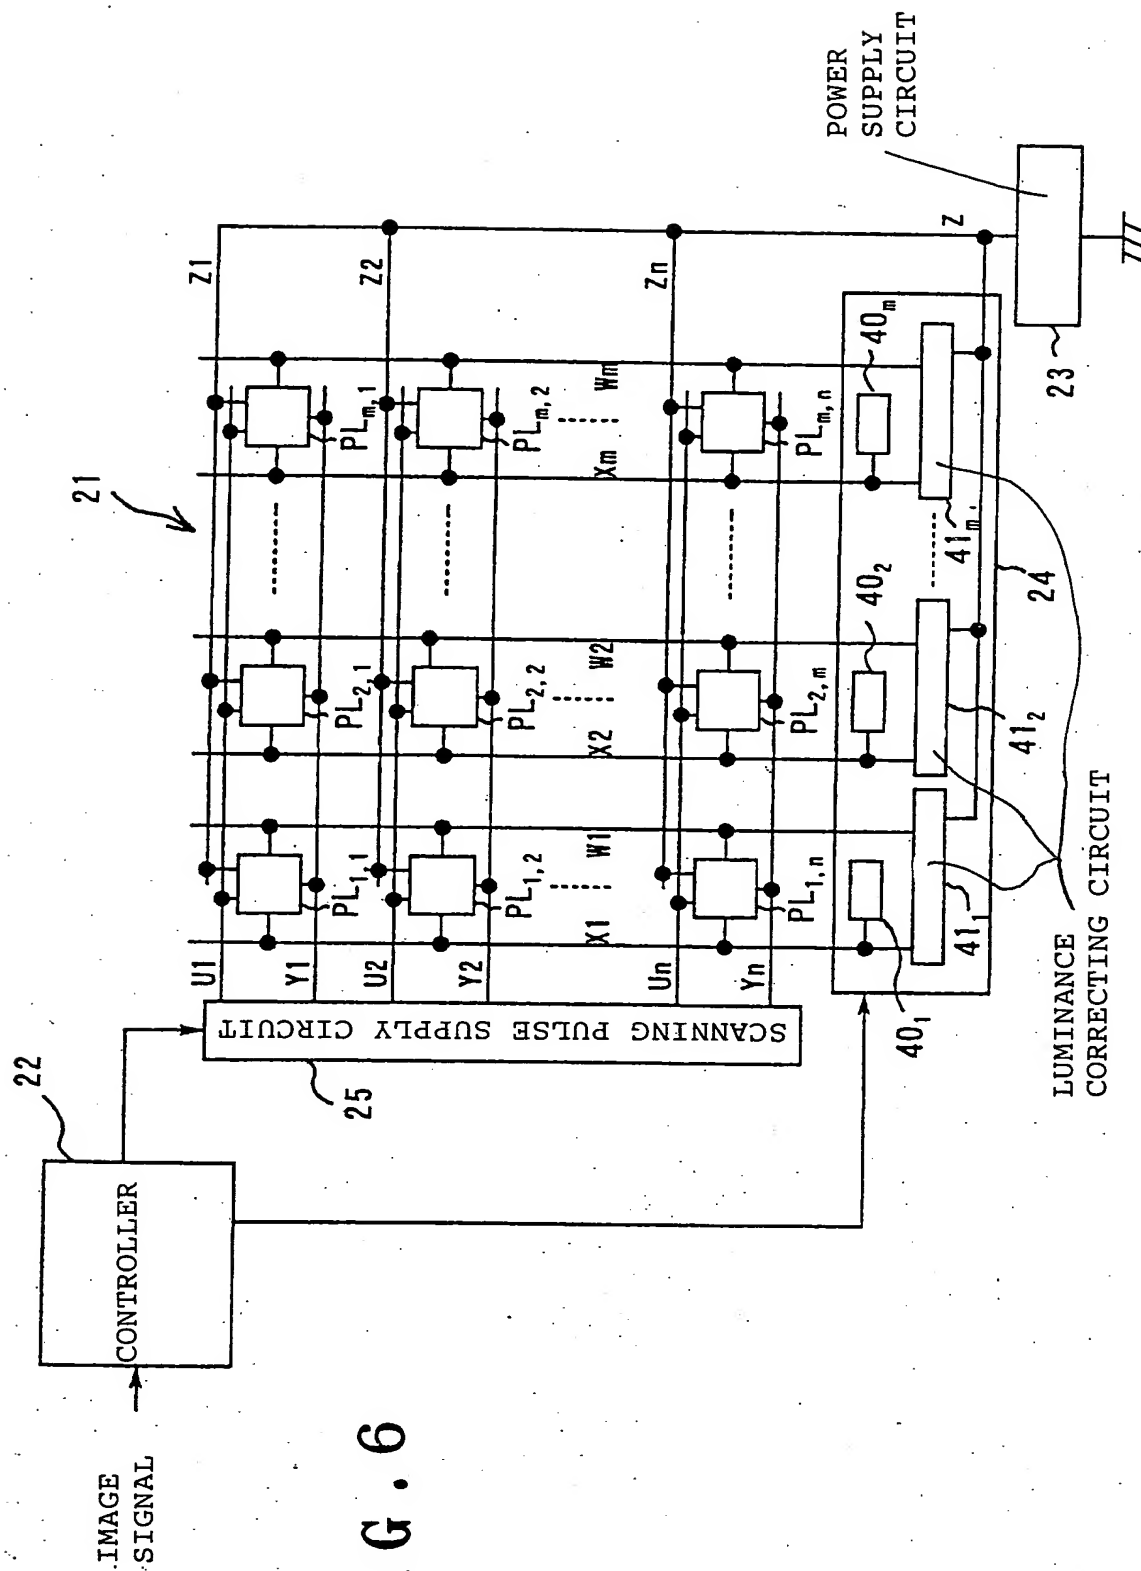 G . 6
IMAGE
SIGNAL
CONTROLLER
22
21
25
SCANNING PULSE SUPPLY CIRCUIT
U1
Y1
U2
Y2
Un
Yn
Z1
Z2
Zn
Z
PL1,1
PL2,1
PLm,1
PL1,2
PL2,2
PLm,2
X1
W1
X2
W2
Xm
Wm
PL1,n
PL2,m
PLm,n
40₁
40₂
40m
41₁
41₂
41m
24
23
LUMINANCE
CORRECTING CIRCUIT
POWER
SUPPLY
CIRCUIT